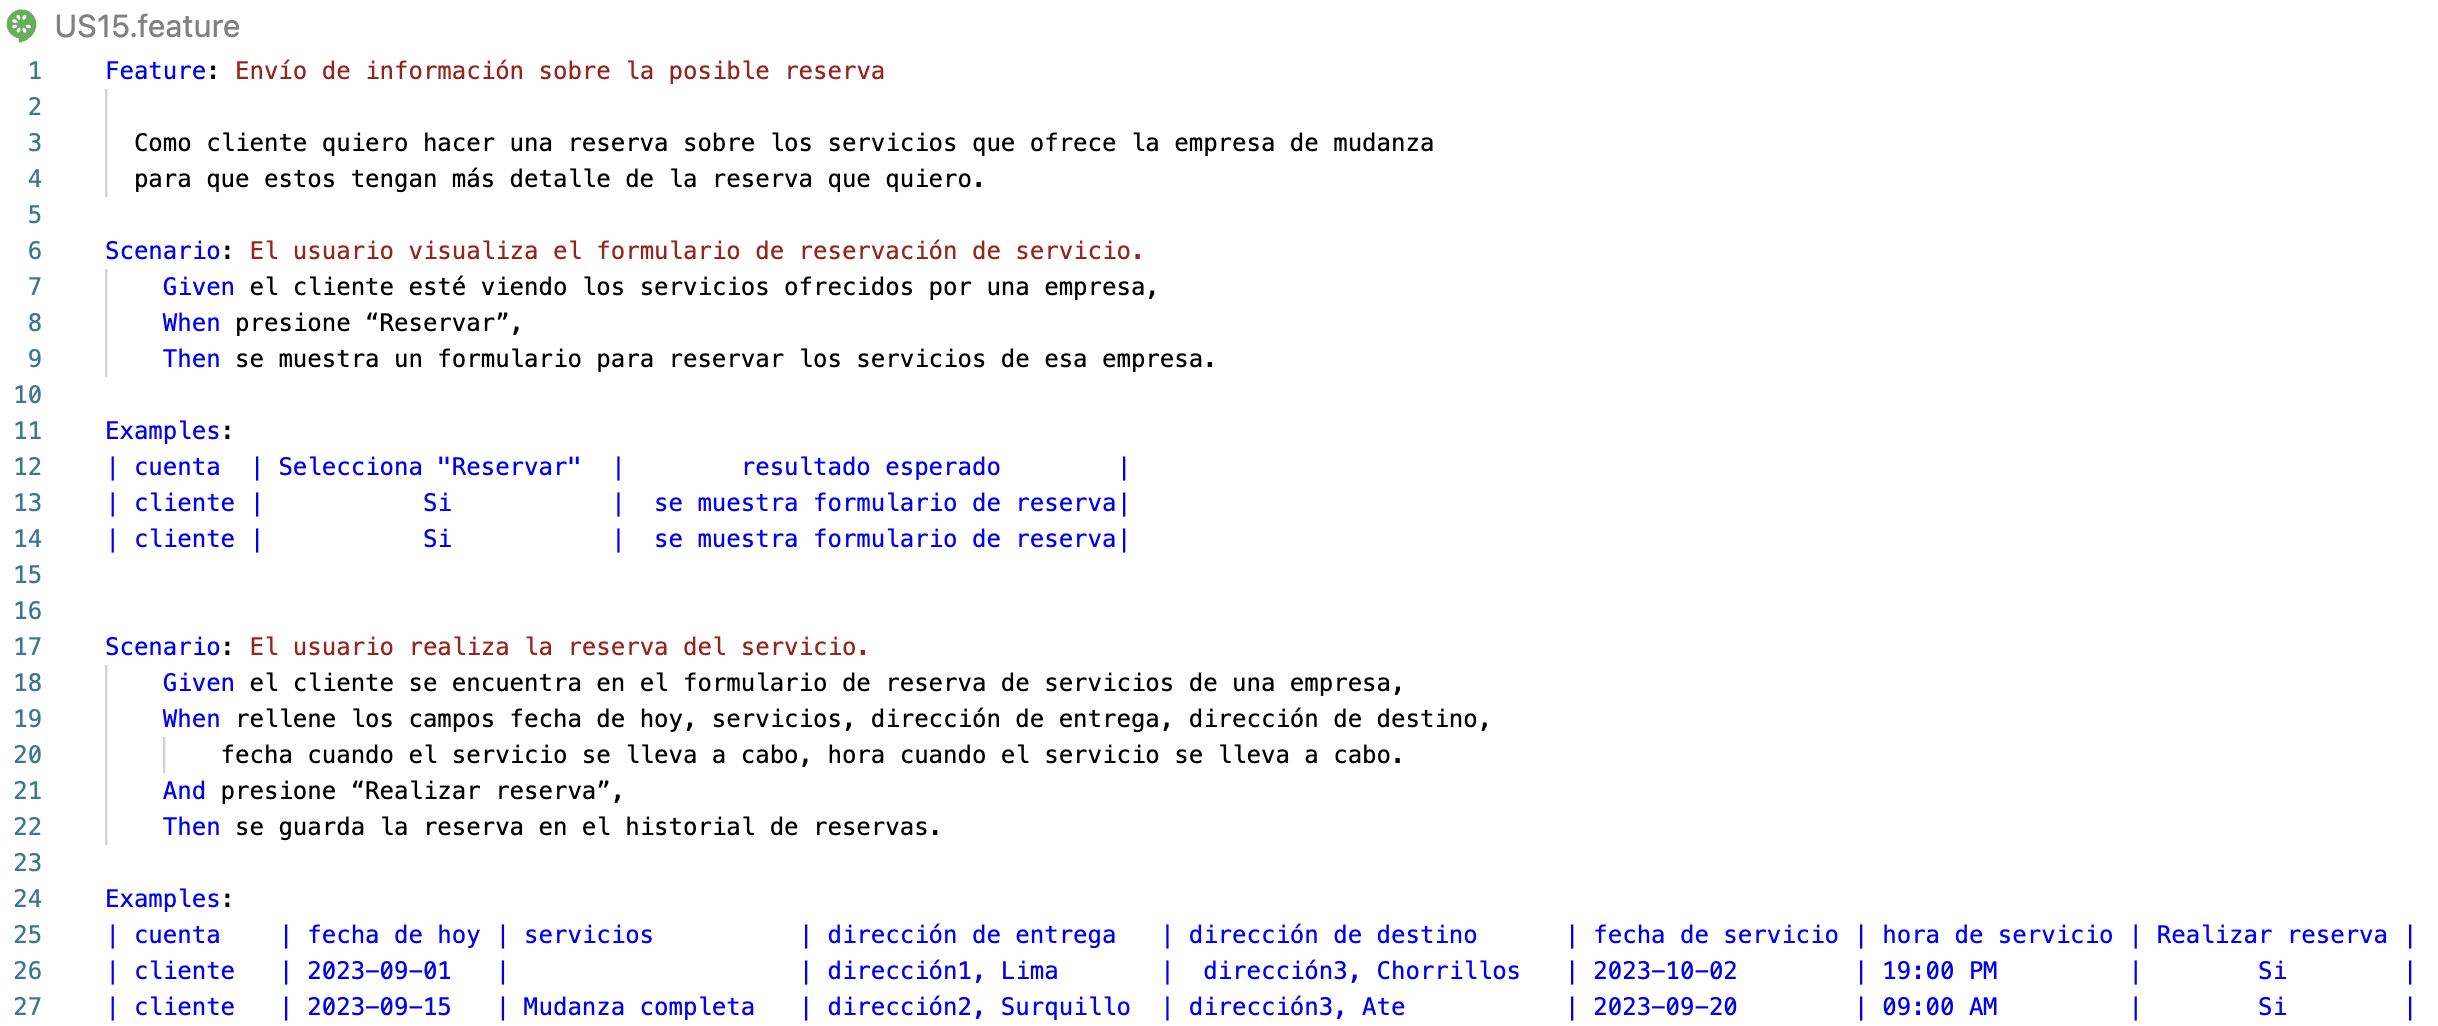 US15.feature
1 Feature: Envío de información sobre la posible reserva
2
3 Como cliente quiero hacer una reserva sobre los servicios que ofrece la empresa de mudanza
4 para que estos tengan más detalle de la reserva que quiero.
5
6 Scenario: El usuario visualiza el formulario de reservación de servicio.
7 Given el cliente esté viendo los servicios ofrecidos por una empresa,
8 When presione “Reservar”,
9 Then se muestra un formulario para reservar los servicios de esa empresa.
10
11 Examples:
12 | cuenta | Selecciona "Reservar" | resultado esperado |
13 | cliente | Si | se muestra formulario de reserva|
14 | cliente | Si | se muestra formulario de reserva|
15
16
17 Scenario: El usuario realiza la reserva del servicio.
18 Given el cliente se encuentra en el formulario de reserva de servicios de una empresa,
19 When rellene los campos fecha de hoy, servicios, dirección de entrega, dirección de destino,
20 fecha cuando el servicio se lleva a cabo, hora cuando el servicio se lleva a cabo.
21 And presione “Realizar reserva”,
22 Then se guarda la reserva en el historial de reservas.
23
24 Examples:
25 | cuenta | fecha de hoy | servicios | dirección de entrega | dirección de destino | fecha de servicio | hora de servicio | Realizar reserva |
26 | cliente | 2023-09-01 | | dirección1, Lima | dirección3, Chorrillos | 2023-10-02 | 19:00 PM | Si |
27 | cliente | 2023-09-15 | Mudanza completa | dirección2, Surquillo | dirección3, Ate | 2023-09-20 | 09:00 AM | Si |